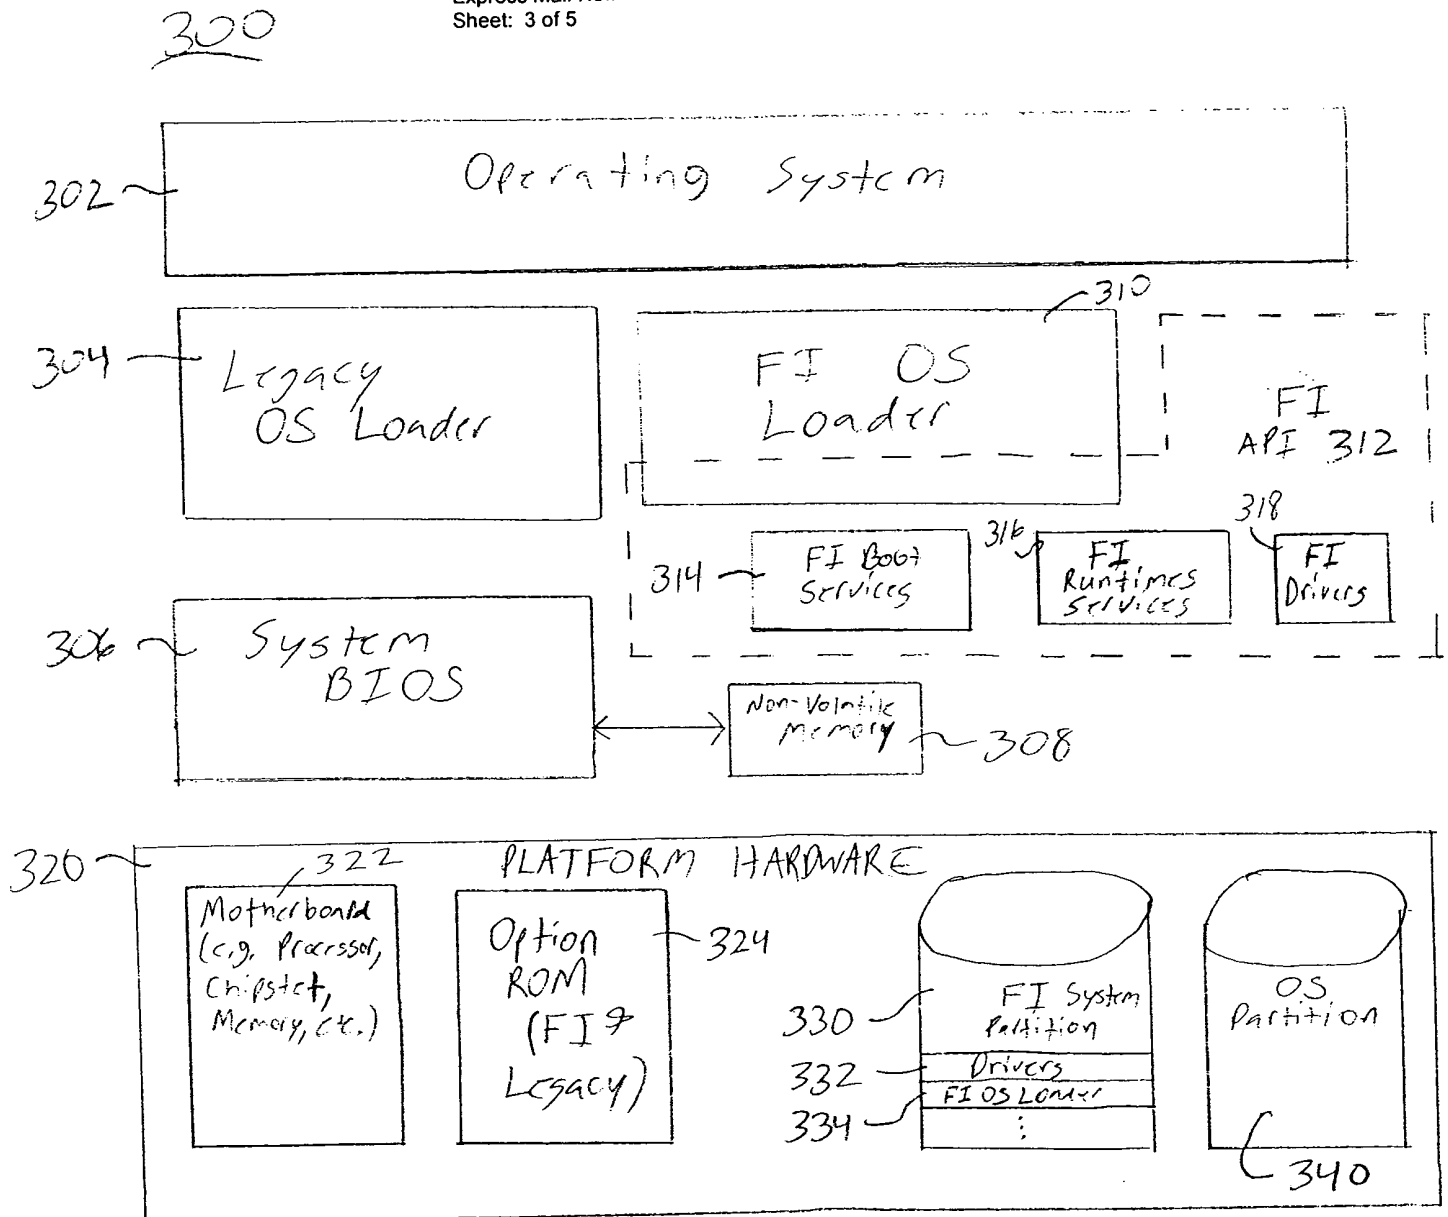 Sheet: 3 of 5
300
302
Operating System
304
Legacy
OS Loader
310
FI OS
Loader
FI
API 312
314
FI Boot
Services
316
FI
Runtimes
Services
318
FI
Drivers
306
System
BIOS
Non-Volatile
Memory
308
320
PLATFORM HARDWARE
322
Motherboard
(e.g. Processor,
Chipstet,
Memory, etc.)
Option
ROM
(FI &
Legacy)
324
330
FI System
Partition
332
Drivers
334
FI OS Loader
⋮
OS
Partition
340